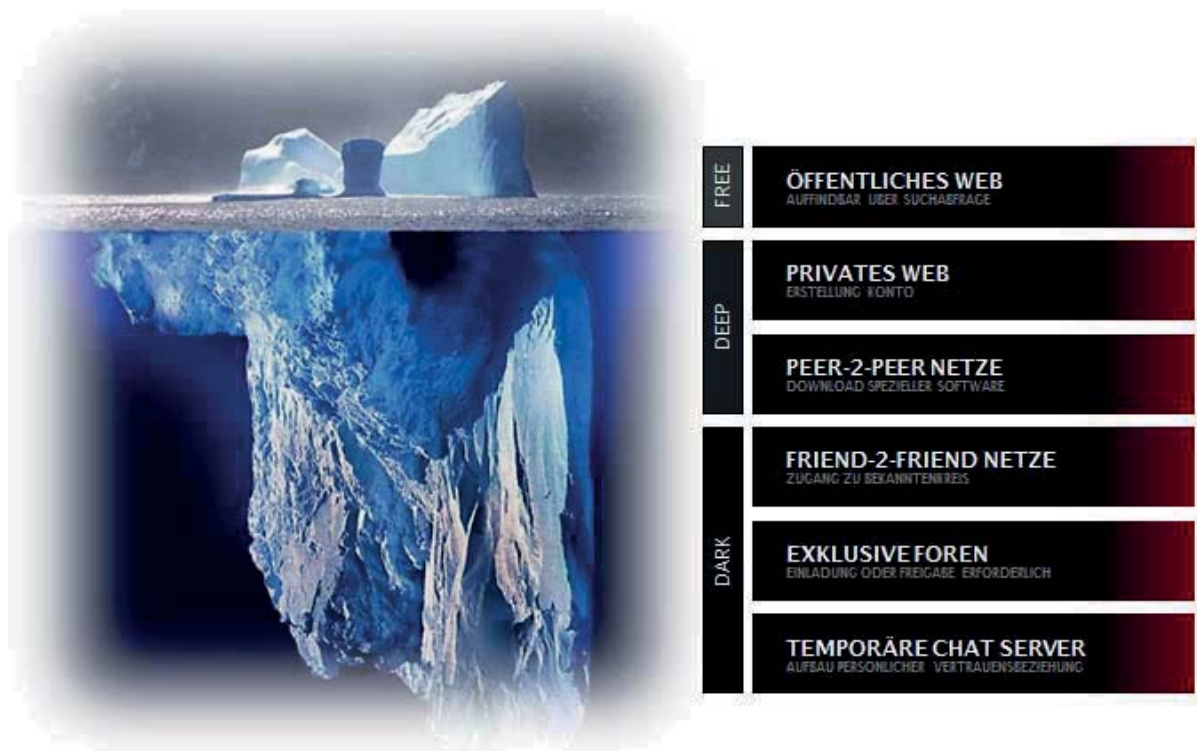 FREE
ÖFFENTLICHES WEB
AUFFINDBAR ÜBER SUCHABFRAGE
DEEP
PRIVATES WEB
ERSTELLUNG KONTO
PEER-2-PEER NETZE
DOWNLOAD SPEZIELLER SOFTWARE
DARK
FRIEND-2-FRIEND NETZE
ZUGANG ZU BEKANNTENKREIS
EXKLUSIVE FOREN
EINLADUNG ODER FREIGABE ERFORDERLICH
TEMPORÄRE CHAT SERVER
AUFBAU PERSÖNLICHER VERTRAUENSBEZIEHUNG